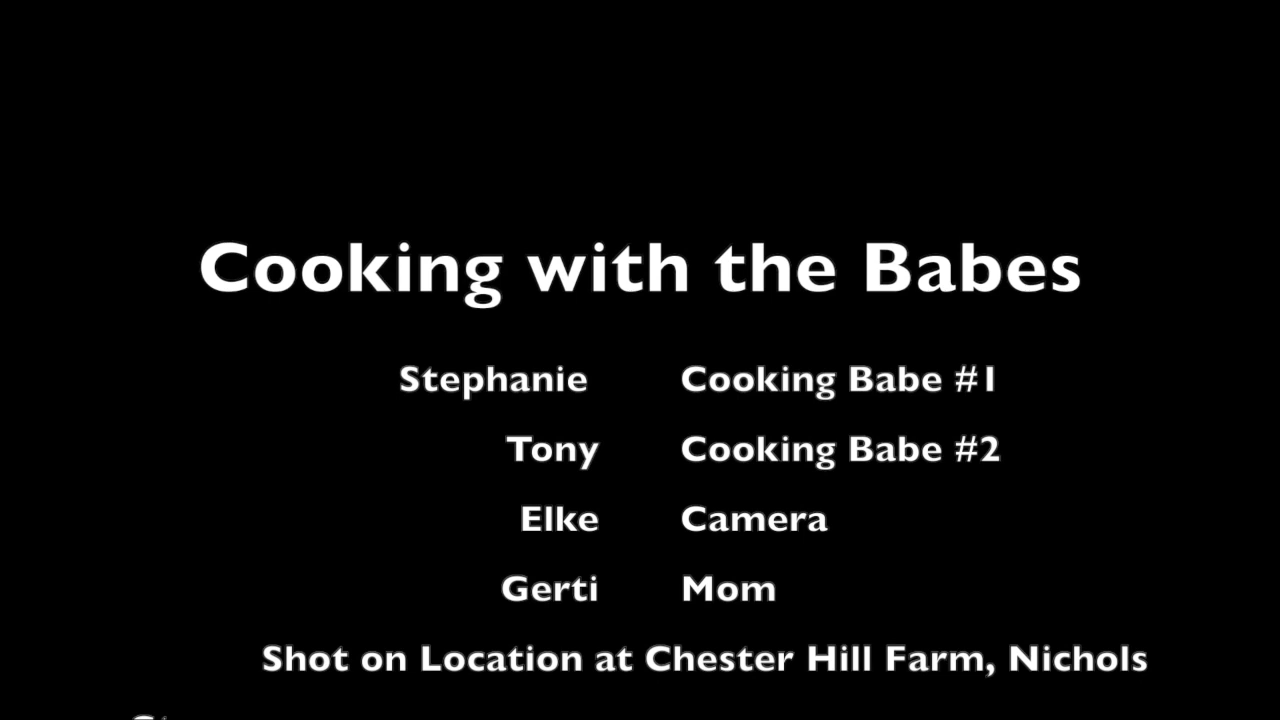 Cooking with the Babes
Stephanie Cooking Babe #1
Tony Cooking Babe #2
Elke Camera
Gerti Mom
Shot on Location at Chester Hill Farm, Nichols